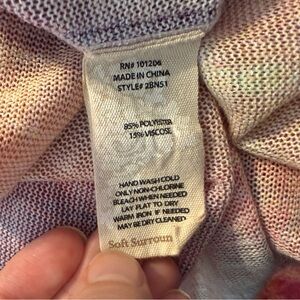 RN# 101206
MADE IN CHINA
STYLE# 2BN51
85% POLYESTER
15% VISCOSE
HAND WASH COLD
ONLY NON-CHLORINE
BLEACH WHEN NEEDED
LAY FLAT TO DRY
WARM IRON IF NEEDED
MAY BE DRY CLEANED
Soft Surroun